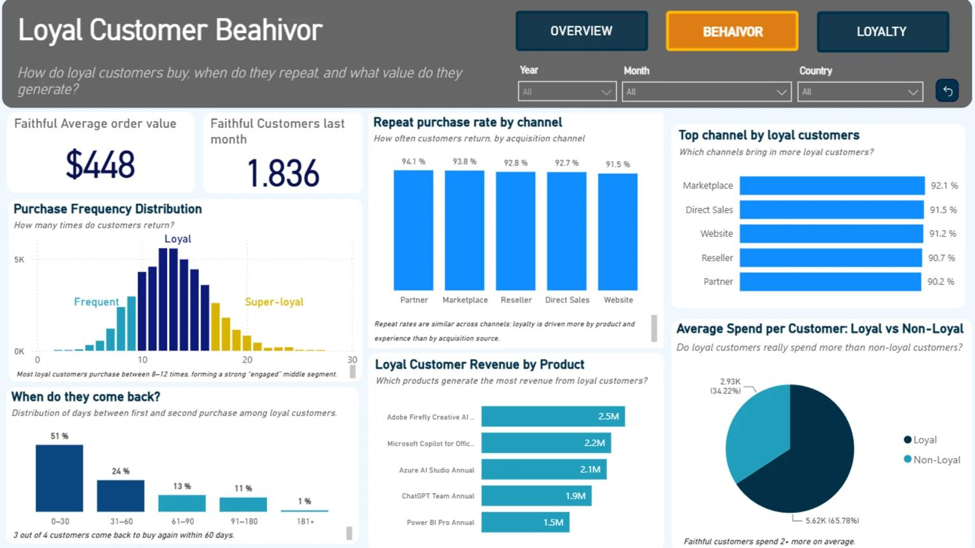 Loyal Customer Beahivor
How do loyal customers buy, when do they repeat, and what value do they
generate?
OVERVIEW
BEHAIVOR
LOYALTY
Year
Month
Country
All
All
All
Faithful Average order value
$448
Faithful Customers last
month
1.836
Purchase Frequency Distribution
How many times do customers return?
Loyal
Frequent
Super-loyal
5K
0K
0
10
20
30
Most loyal customers purchase between 8–12 times, forming a strong "engaged" middle segment.
When do they come back?
Distribution of days between first and second purchase among loyal customers.
51 %
24 %
13 %
11 %
1 %
0–30
31–60
61–90
91–180
181+
3 out of 4 customers come back to buy again within 60 days.
Repeat purchase rate by channel
How often customers return, by acquisition channel
94.1 %
93.8 %
92.8 %
92.7 %
91.5 %
Partner
Marketplace
Reseller
Direct Sales
Website
Repeat rates are similar across channels: loyalty is driven more by product and
experience than by acquisition source.
Loyal Customer Revenue by Product
Which products generate the most revenue from loyal customers?
Adobe Firefly Creative AI ..
2.5M
Microsoft Copilot for Offic..
2.2M
Azure AI Studio Annual
2.1M
ChatGPT Team Annual
1.9M
Power BI Pro Annual
1.5M
Top channel by loyal customers
Which channels bring in more loyal customers?
Marketplace
92.1 %
Direct Sales
91.5 %
Website
91.2 %
Reseller
90.7 %
Partner
90.2 %
Average Spend per Customer: Loyal vs Non-Loyal
Do loyal customers really spend more than non-loyal customers?
2.93K
(34.22%)
Loyal
Non-Loyal
5.62K (65.78%)
Faithful customers spend 2+ more on average.